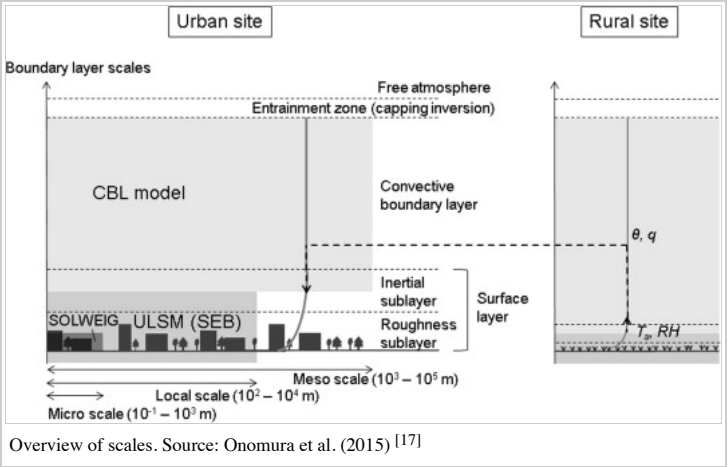 Urban site
Rural site
Boundary layer scales
Free atmosphere
Entrainment zone (capping inversion)
CBL model
Convective
boundary layer
θ, q
Inertial
sublayer
Surface
layer
SOLWEIG
ULSM (SEB)
Roughness
sublayer
Tₐ, RH
Meso scale (10³ – 10⁵ m)
Local scale (10² – 10⁴ m)
Micro scale (10⁻¹ – 10³ m)
Overview of scales. Source: Onomura et al. (2015) [17]